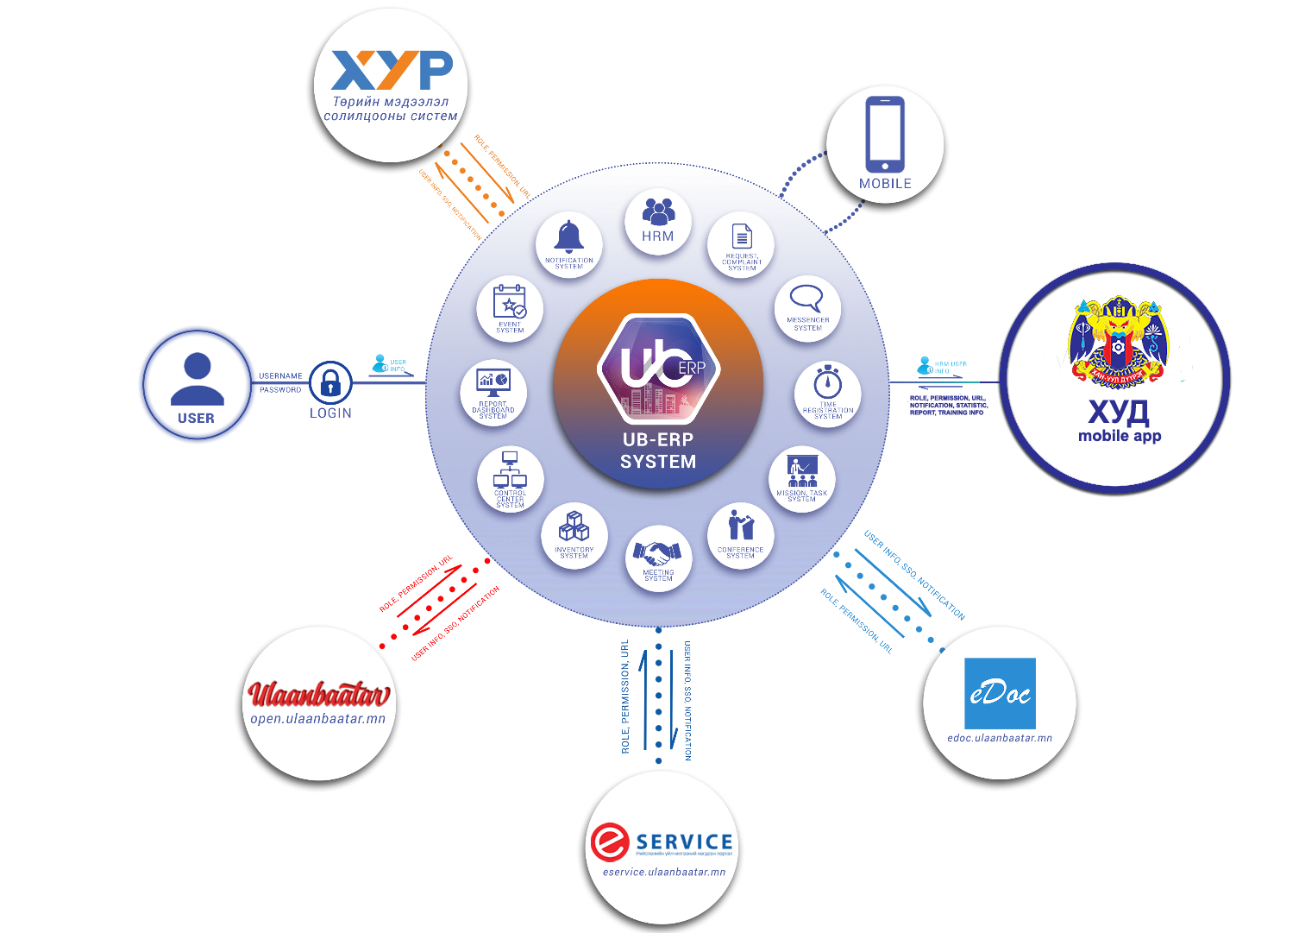 ХУР
Төрийн мэдээлэл
солилцооны систем
ROLE, PERMISSION, URL
USER INFO, SSO, NOTIFICATION
MOBILE
HRM
NOTIFICATION
SYSTEM
REQUEST,
COMPLAINT
SYSTEM
EVENT
SYSTEM
MESSENGER
SYSTEM
USER
USERNAME
PASSWORD
LOGIN
USER
INFO
REPORT,
DASHBOARD
SYSTEM
UB ERP
UB-ERP
SYSTEM
TIME
REGISTRATION
SYSTEM
HRM USER
INFO
ROLE, PERMISSION, URL,
NOTIFICATION, STATISTIC,
REPORT, TRAINING INFO
ХАН-УУЛ ДҮҮРЭГ
ХУД
mobile app
CONTROL
CENTER
SYSTEM
MISSION, TASK
SYSTEM
INVENTORY
SYSTEM
MEETING
SYSTEM
CONFERENCE
SYSTEM
ROLE, PERMISSION, URL
USER INFO, SSO, NOTIFICATION
ROLE, PERMISSION, URL
USER INFO, SSO, NOTIFICATION
USER INFO, SSO, NOTIFICATION
ROLE, PERMISSION, URL
Ulaanbaatar
open.ulaanbaatar.mn
eDoc
edoc.ulaanbaatar.mn
e SERVICE
eservice.ulaanbaatar.mn